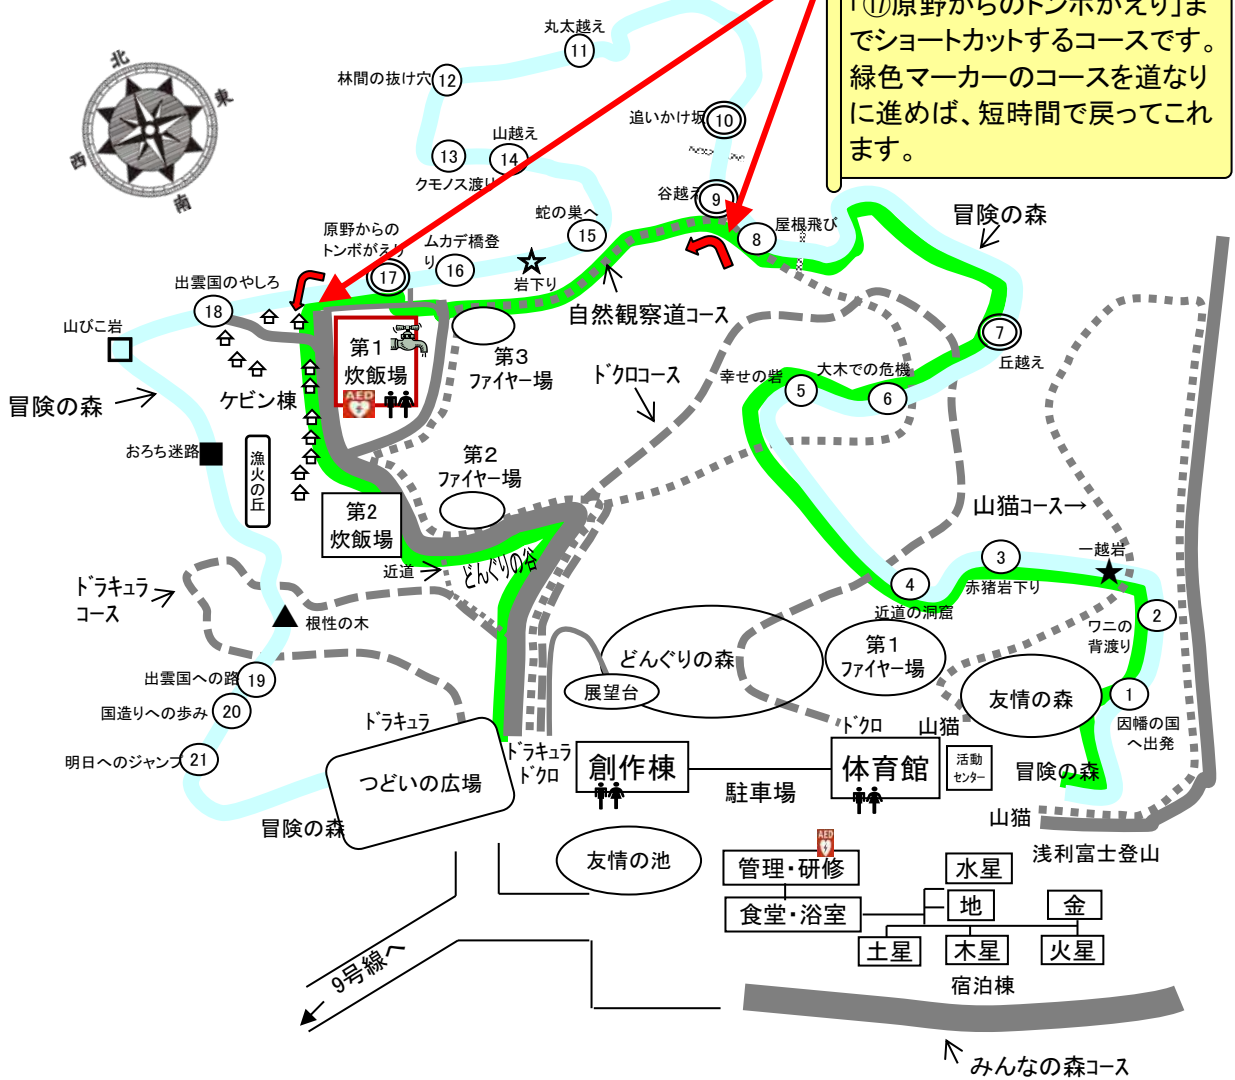 「⑰原野からのトンボがえり」ま
でショートカットするコースです。
緑色マーカーのコースを道なり
に進めば、短時間で戻ってこれ
ます。
北
東
西
南
丸太越え
11
林間の抜け穴
12
追いかけ坂
10
13
山越え
14
クモノス渡り
谷越え
9
屋根飛び
8
冒険の森
蛇の巣へ
15
原野からの
トンボがえり
17
ムカデ橋登
り
16
岩下り
自然観察道コース
出雲国のやしろ
18
山びこ岩
第1
炊飯場
AED
第3
ファイヤー場
7
丘越え
ドクロコース
幸せの砦
5
大木での危機
6
冒険の森
ケビン棟
おろち迷路
漁火の丘
第2
ファイヤー場
第2
炊飯場
山猫コース→
近道
どんぐりの谷
一越岩
3
赤猪岩下り
4
近道の洞窟
2
ワニの
背渡り
ドラキュラ
コース
根性の木
どんぐりの森
第1
ファイヤー場
展望台
友情の森
1
因幡の国
へ出発
出雲国への路
19
国造りへの歩み
20
明日へのジャンプ
21
ドラキュラ
つどいの広場
ドラキュラ
ドクロ
創作棟
駐車場
ドクロ
体育館
山猫
活動
センター
冒険の森
冒険の森
山猫
浅利富士登山
友情の池
AED
管理・研修
食堂・浴室
水星
地
金
土星
木星
火星
宿泊棟
9号線へ
みんなの森コース